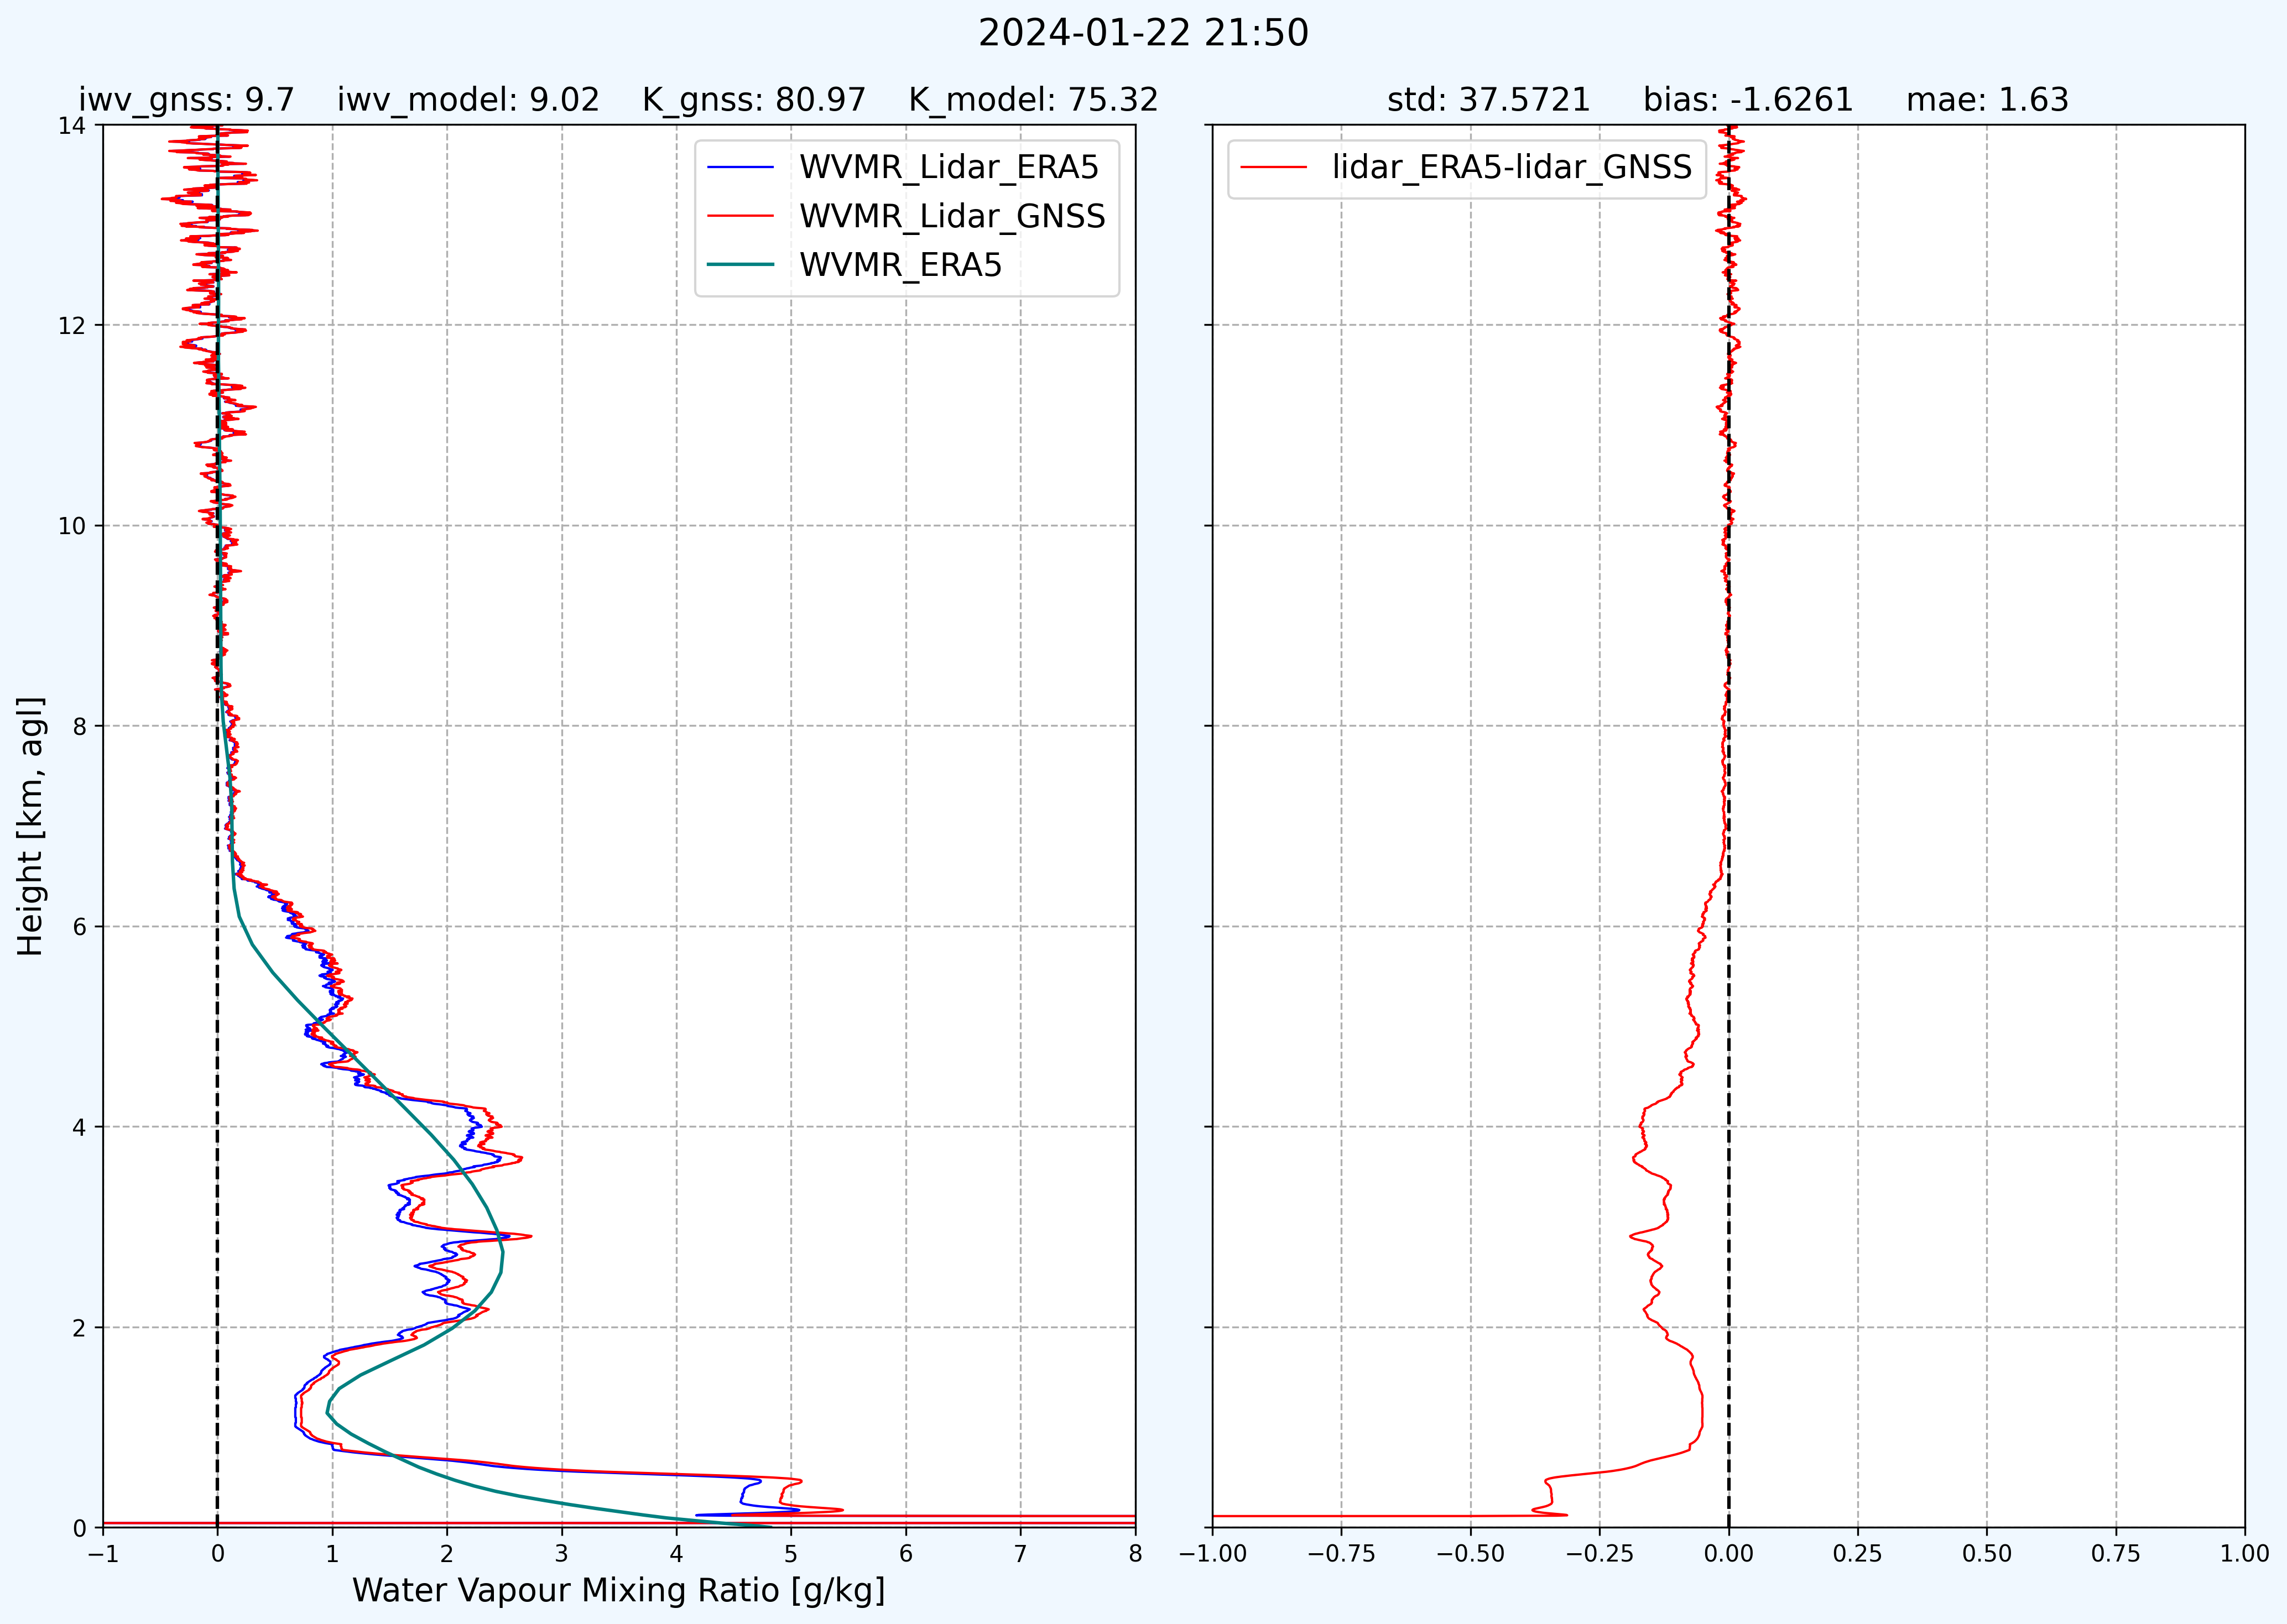 2024-01-22 21:50
iwv_gnss: 9.7 iwv_model: 9.02 K_gnss: 80.97 K_model: 75.32
std: 37.5721 bias: -1.6261 mae: 1.63
WVMR_Lidar_ERA5
WVMR_Lidar_GNSS
WVMR_ERA5
lidar_ERA5-lidar_GNSS
Height [km, agl]
14
12
10
8
6
4
2
0
−1 0 1 2 3 4 5 6 7 8
Water Vapour Mixing Ratio [g/kg]
−1.00 −0.75 −0.50 −0.25 0.00 0.25 0.50 0.75 1.00